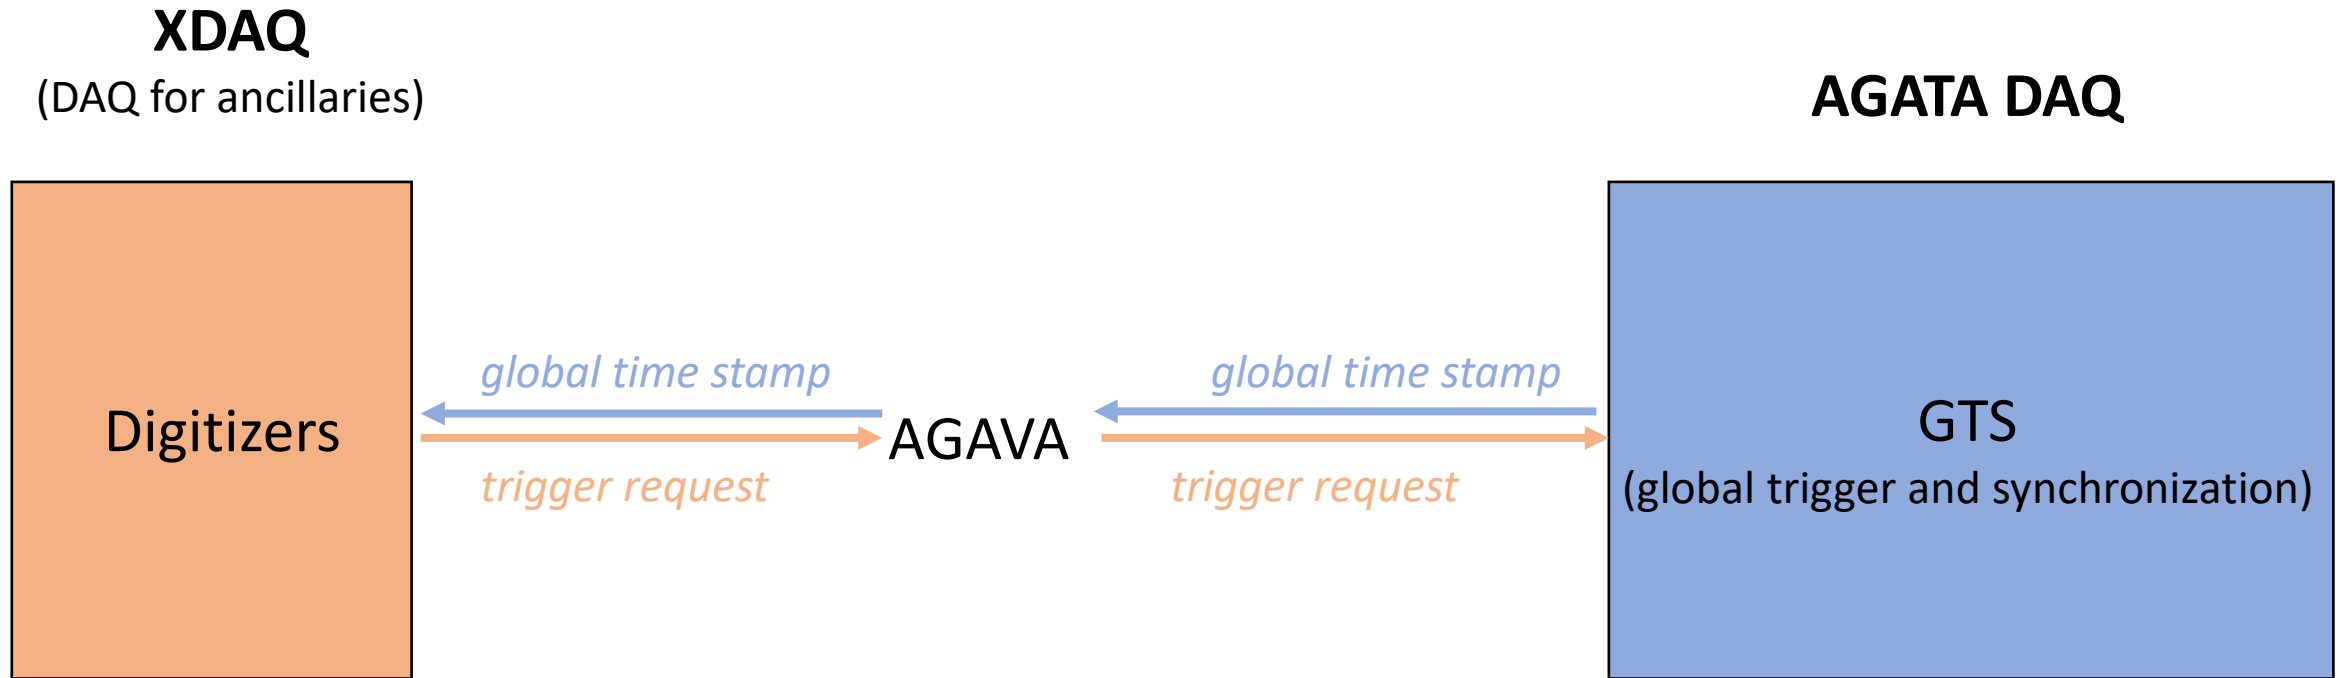 XDAQ
(DAQ for ancillaries)
AGATA DAQ
global time stamp
global time stamp
Digitizers
AGAVA
GTS
(global trigger and synchronization)
trigger request
trigger request